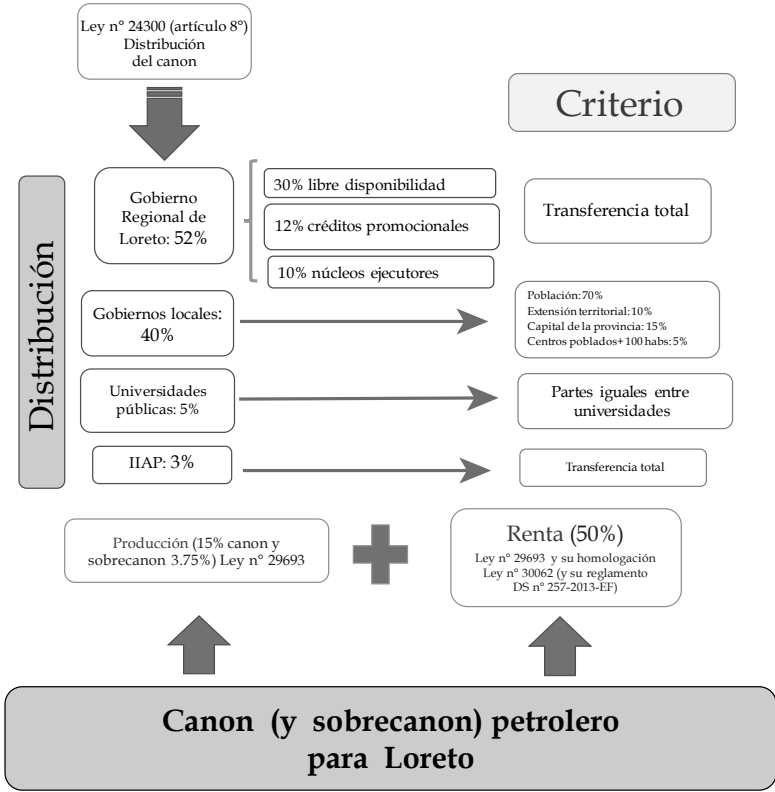 Ley n° 24300 (artículo 8°)
Distribución
del canon
Criterio
Distribución
Gobierno
Regional de
Loreto: 52%
30% libre disponibilidad
12% créditos promocionales
10% núcleos ejecutores
Transferencia total
Gobiernos locales:
40%
Población: 70%
Extensión territorial: 10%
Capital de la provincia: 15%
Centros poblados+ 100 habs: 5%
Universidades
públicas: 5%
Partes iguales entre
universidades
IIAP: 3%
Transferencia total
Producción (15% canon y
sobrecanon 3.75%) Ley n° 29693
Renta (50%)
Ley n° 29693 y su homologación
Ley n° 30062 (y su reglamento
DS n° 257-2013-EF)
Canon (y sobrecanon) petrolero
para Loreto